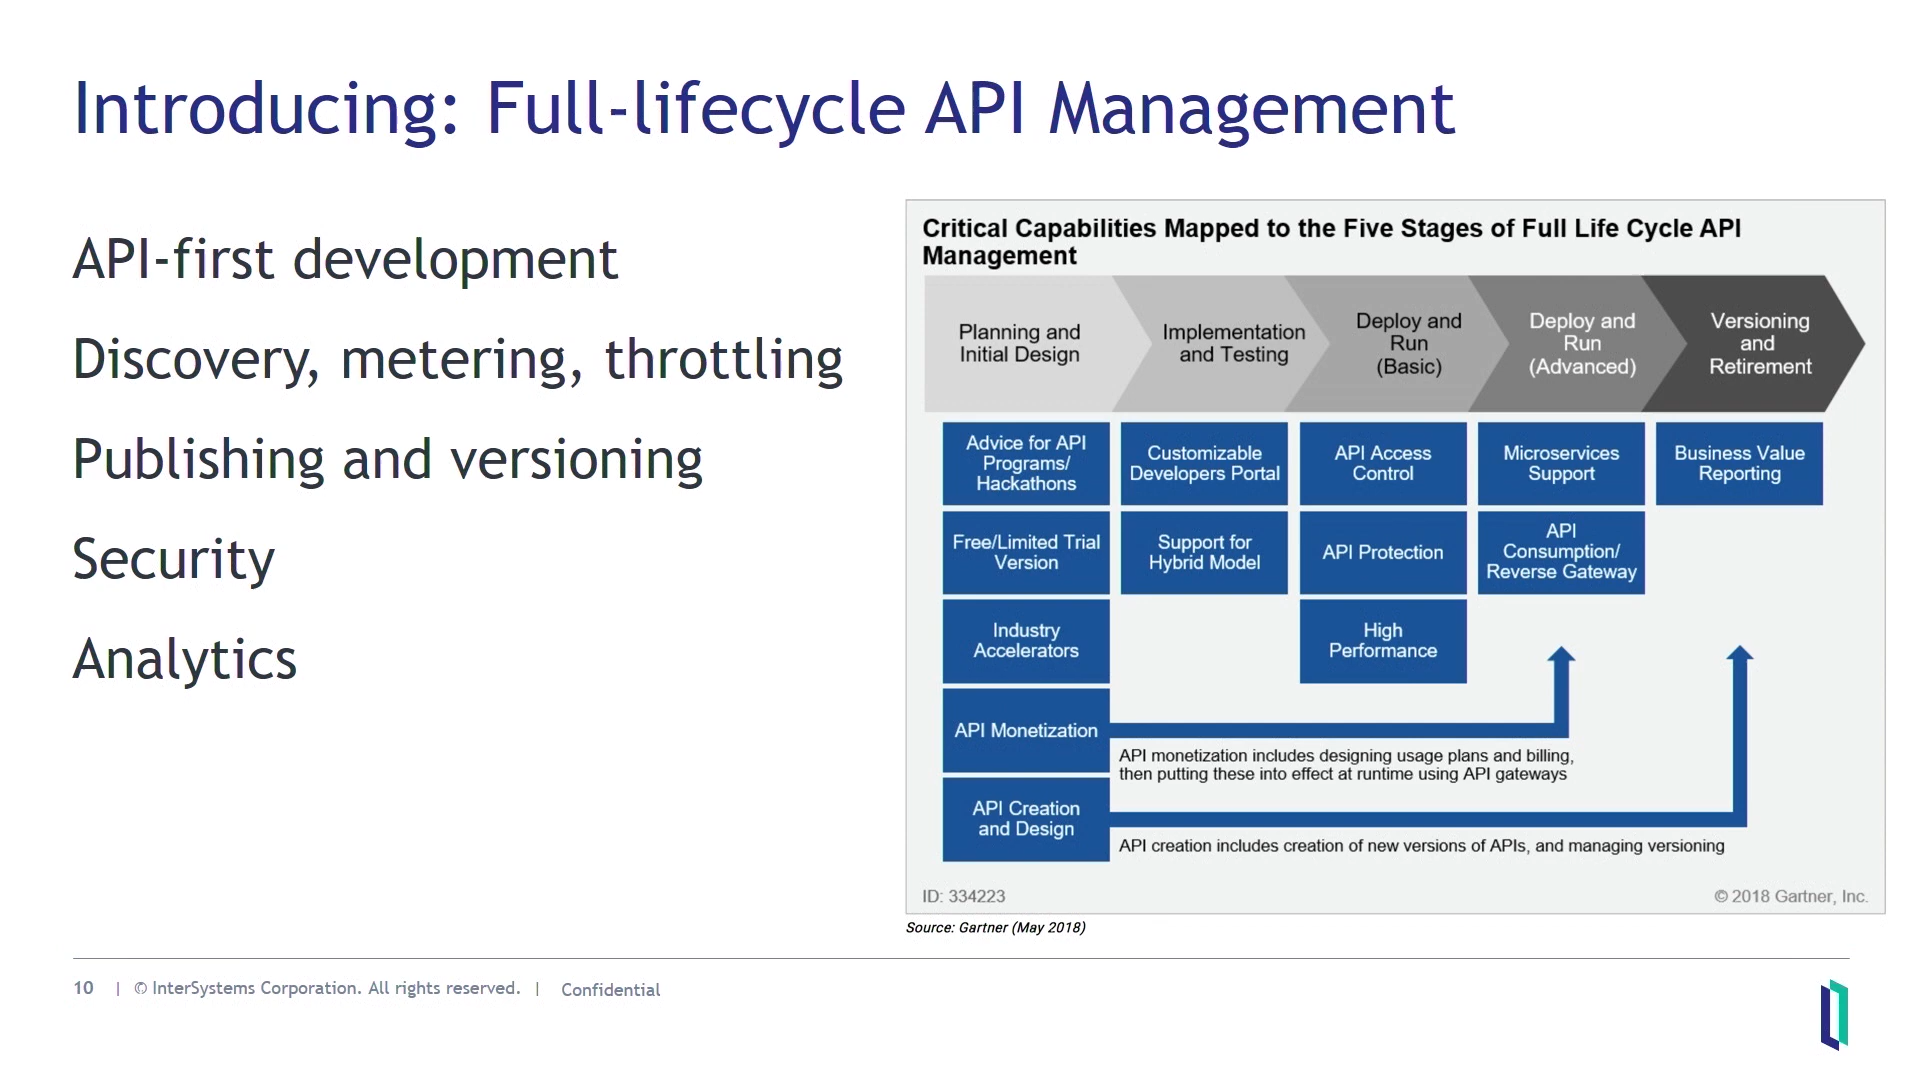 Introducing: Full-lifecycle API Management
API-first development
Discovery, metering, throttling
Publishing and versioning
Security
Analytics
Critical Capabilities Mapped to the Five Stages of Full Life Cycle API
Management
Planning and
Initial Design
Implementation
and Testing
Deploy and
Run
(Basic)
Deploy and
Run
(Advanced)
Versioning
and
Retirement
Advice for API
Programs/
Hackathons
Free/Limited Trial
Version
Industry
Accelerators
API Monetization
API Creation
and Design
Customizable
Developers Portal
Support for
Hybrid Model
API Access
Control
API Protection
High
Performance
Microservices
Support
API
Consumption/
Reverse Gateway
Business Value
Reporting
API monetization includes designing usage plans and billing,
then putting these into effect at runtime using API gateways
API creation includes creation of new versions of APIs, and managing versioning
ID: 334223
© 2018 Gartner, Inc.
Source: Gartner (May 2018)
10 | © InterSystems Corporation. All rights reserved. | Confidential